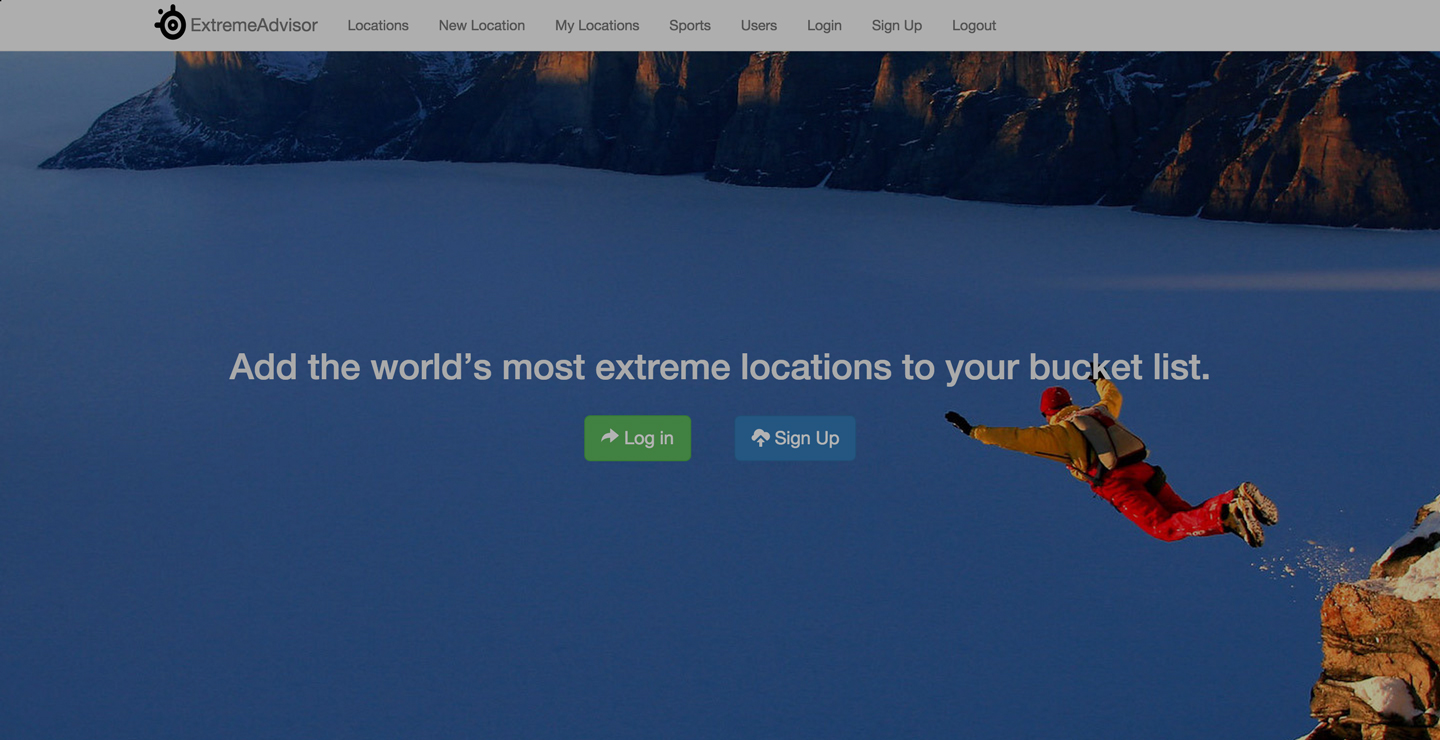 ExtremeAdvisor Locations New Location My Locations Sports Users Login Sign Up Logout
Add the world’s most extreme locations to your bucket list.
Log in Sign Up